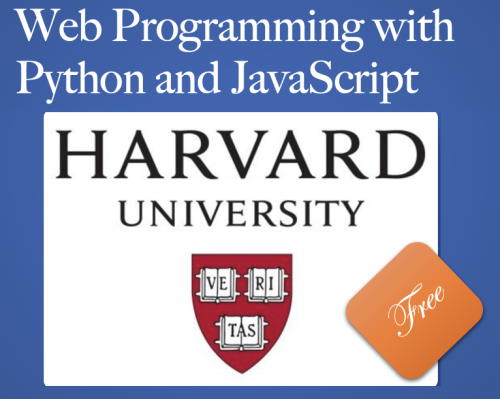 Web Programming with
Python and JavaScript
HARVARD
UNIVERSITY
VE RI
TAS
Free